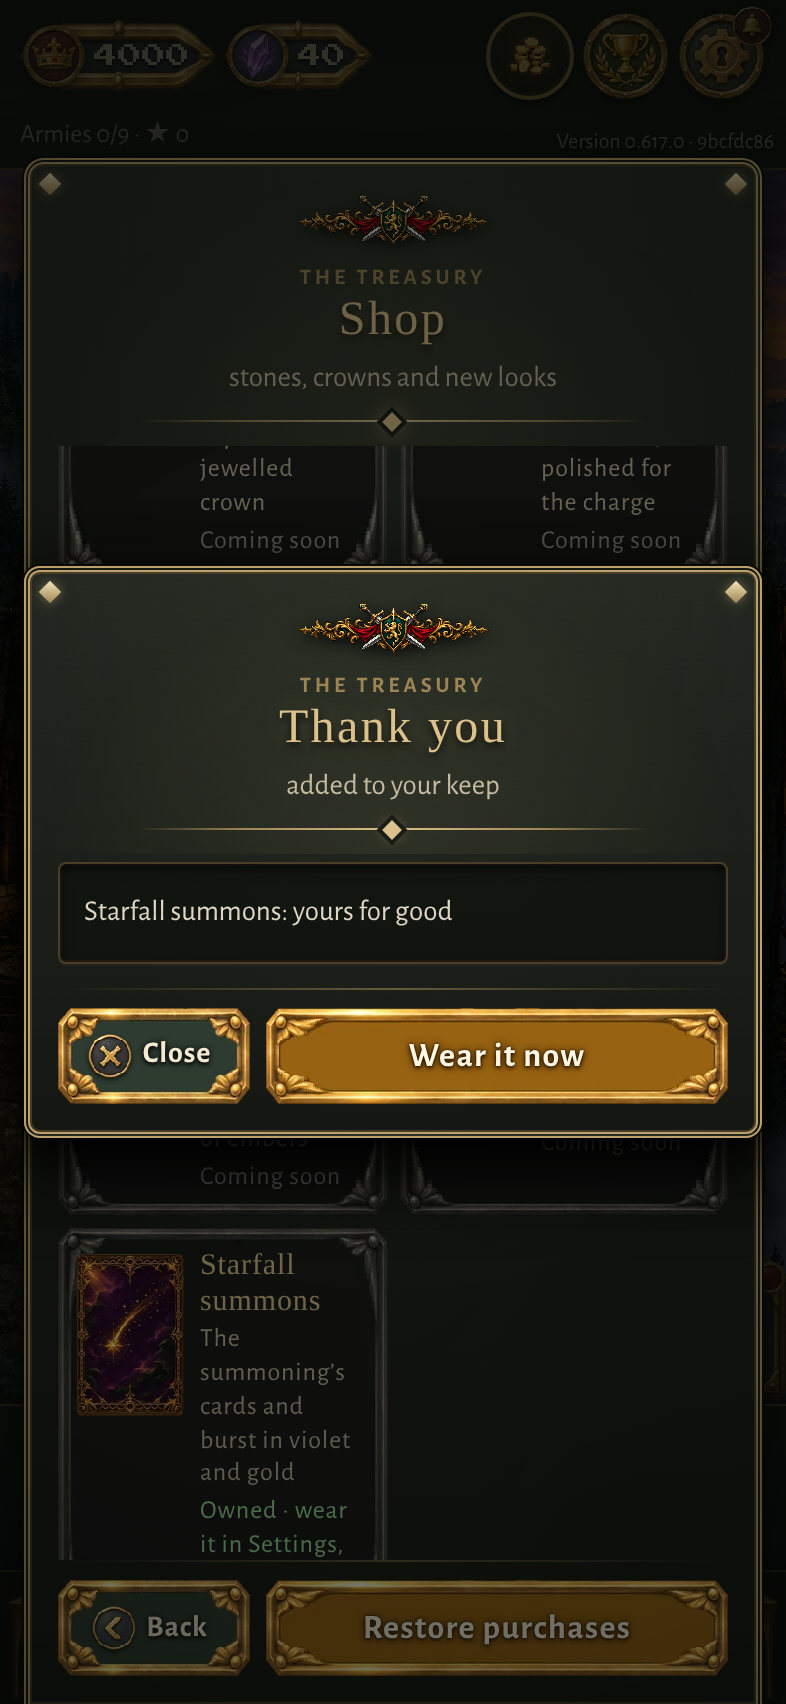 4000
40
Armies 0/9 · ★ 0
Version 0.617.0 · 9bcfdc86
THE TREASURY
Shop
stones, crowns and new looks
jewelled
crown
Coming soon
polished for
the charge
Coming soon
THE TREASURY
Thank you
added to your keep
Starfall summons: yours for good
Close
Wear it now
Coming soon
Coming soon
Starfall
summons
The
summoning's
cards and
burst in violet
and gold
Owned · wear
it in Settings,
Back
Restore purchases